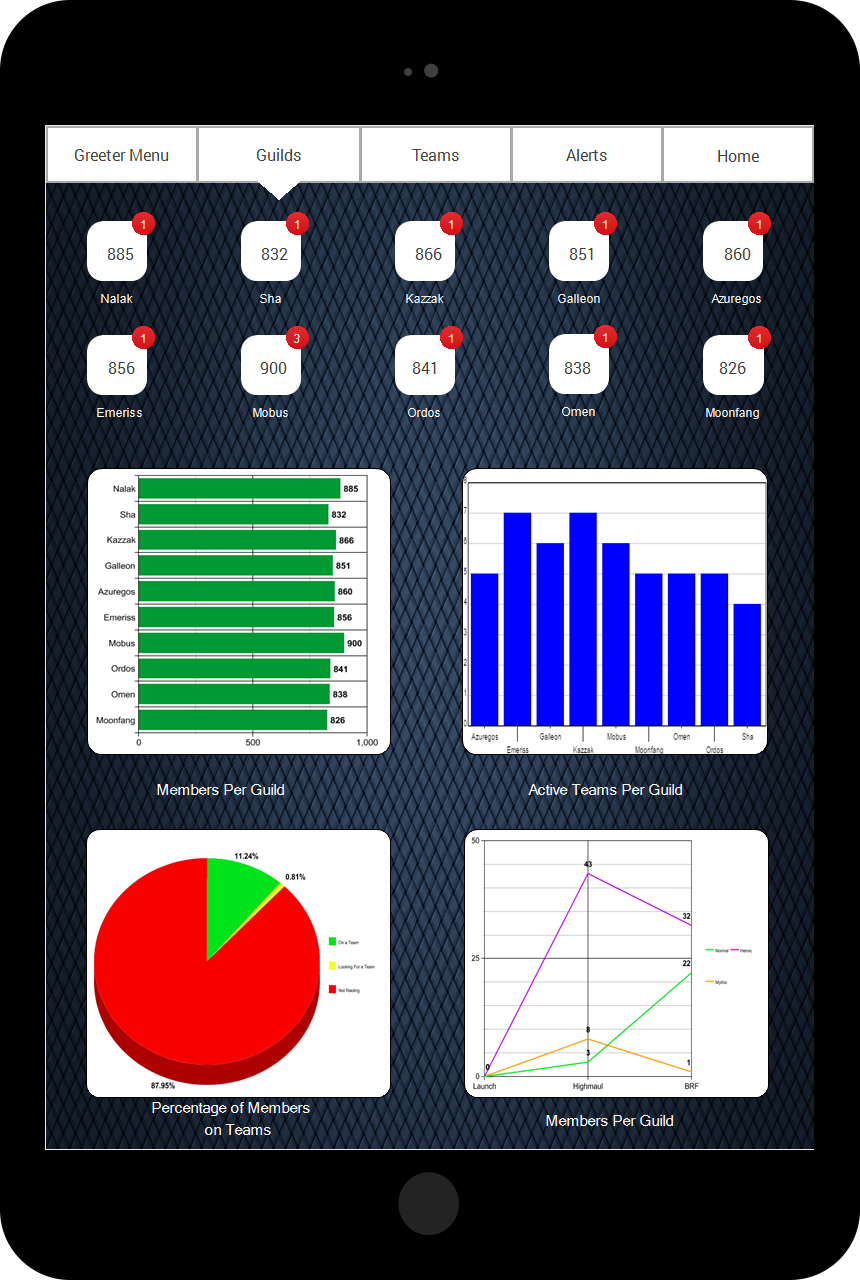 Greeter Menu
Guilds
Teams
Alerts
Home
1 1 1 1 1
885 832 866 851 860
Nalak Sha Kazzak Galleon Azuregos
1 3 1 1 1
856 900 841 838 826
Emeriss Mobus Ordos Omen Moonfang
Nalak 885
Sha 832
Kazzak 866
Galleon 851
Azuregos 860
Emeriss 856
Mobus 900
Ordos 841
Omen 838
Moonfang 826
0 500 1,000
Members Per Guild
8
7
6
5
4
3
2
1
0
Azuregos Galleon Mobus Omen Sha
Emeriss Kazzak Moonfang Ordos
Active Teams Per Guild
11.24%
0.81%
On a Team
Looking For a Team
Not Raiding
87.95%
Percentage of Members
on Teams
50
43
32
25
22
8
3
1
0
0
Launch Highmaul BRF
Normal Heroic
Mythic
Members Per Guild